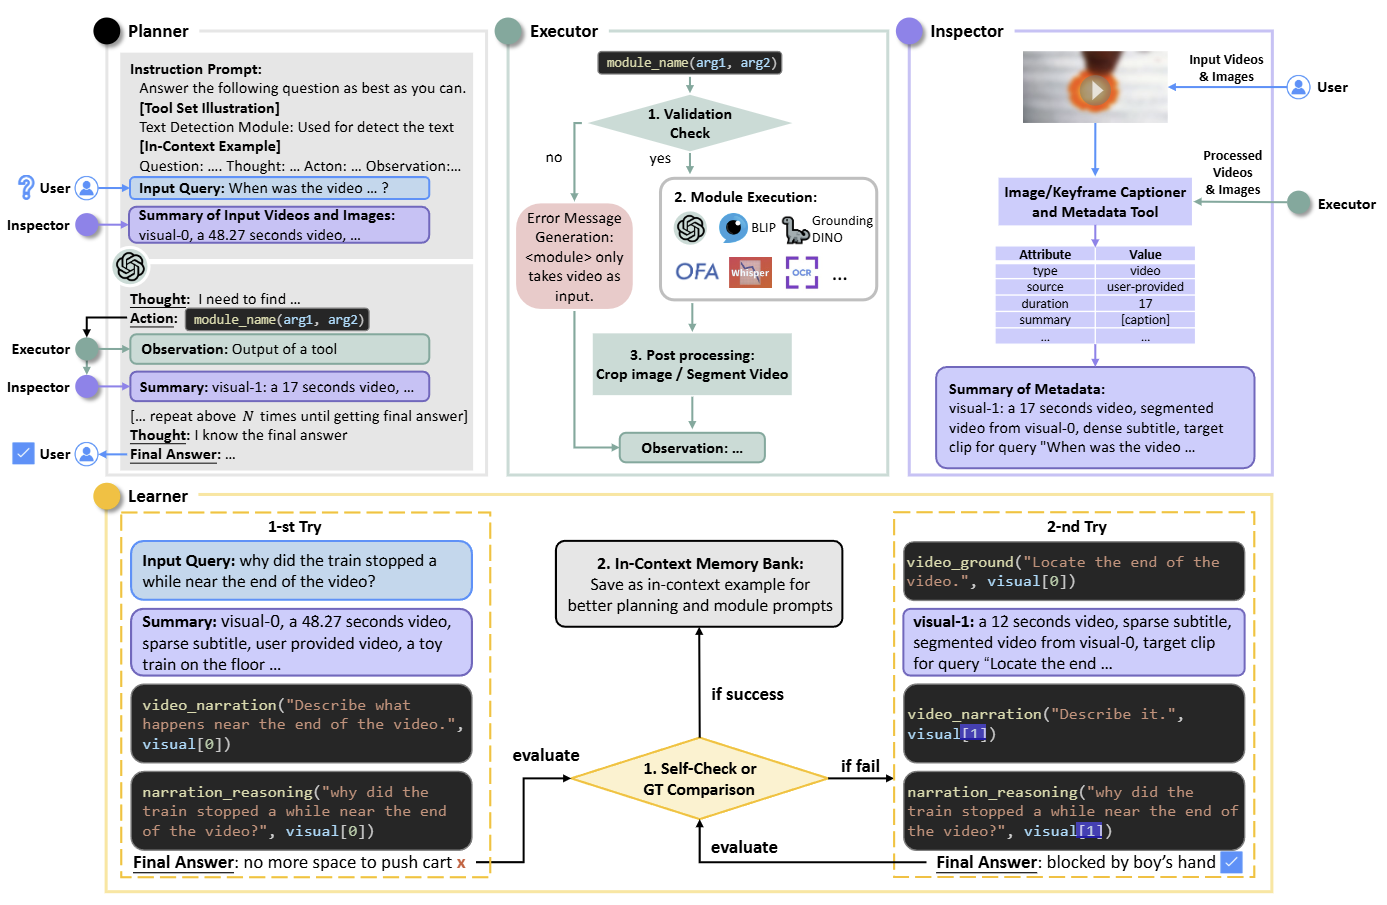 Planner
Instruction Prompt:
Answer the following question as best as you can.
[Tool Set Illustration]
Text Detection Module: Used for detect the text
[In-Context Example]
Question: .... Thought: ... Acton: ... Observation:...
User
Input Query: When was the video ... ?
Inspector
Summary of Input Videos and Images:
visual-0, a 48.27 seconds video, ...
Thought: I need to find ...
Action: module_name(arg1, arg2)
Executor
Observation: Output of a tool
Inspector
Summary: visual-1: a 17 seconds video, ...
[... repeat above N times until getting final answer]
Thought: I know the final answer
User
Final Answer: ...
Executor
module_name(arg1, arg2)
1. Validation
Check
no
yes
Error Message
Generation:
<module> only
takes video as
input.
2. Module Execution:
BLIP
Grounding
DINO
OFA
Whisper
OCR
...
3. Post processing:
Crop image / Segment Video
Observation: ...
Inspector
Input Videos
& Images
User
Processed
Videos
& Images
Executor
Image/Keyframe Captioner
and Metadata Tool
Attribute Value
type video
source user-provided
duration 17
summary [caption]
... ...
Summary of Metadata:
visual-1: a 17 seconds video, segmented
video from visual-0, dense subtitle, target
clip for query "When was the video ...
Learner
1-st Try
Input Query: why did the train stopped a
while near the end of the video?
Summary: visual-0, a 48.27 seconds video,
sparse subtitle, user provided video, a toy
train on the floor ...
video_narration("Describe what
happens near the end of the video.",
visual[0])
narration_reasoning("why did the
train stopped a while near the end
of the video?", visual[0])
Final Answer: no more space to push cart x
evaluate
2. In-Context Memory Bank:
Save as in-context example for
better planning and module prompts
if success
1. Self-Check or
GT Comparison
if fail
evaluate
2-nd Try
video_ground("Locate the end of the
video.", visual[0])
visual-1: a 12 seconds video, sparse subtitle,
segmented video from visual-0, target clip
for query “Locate the end ...
video_narration("Describe it.",
visual[1])
narration_reasoning("why did the
train stopped a while near the end of
the video?", visual[1])
Final Answer: blocked by boy’s hand